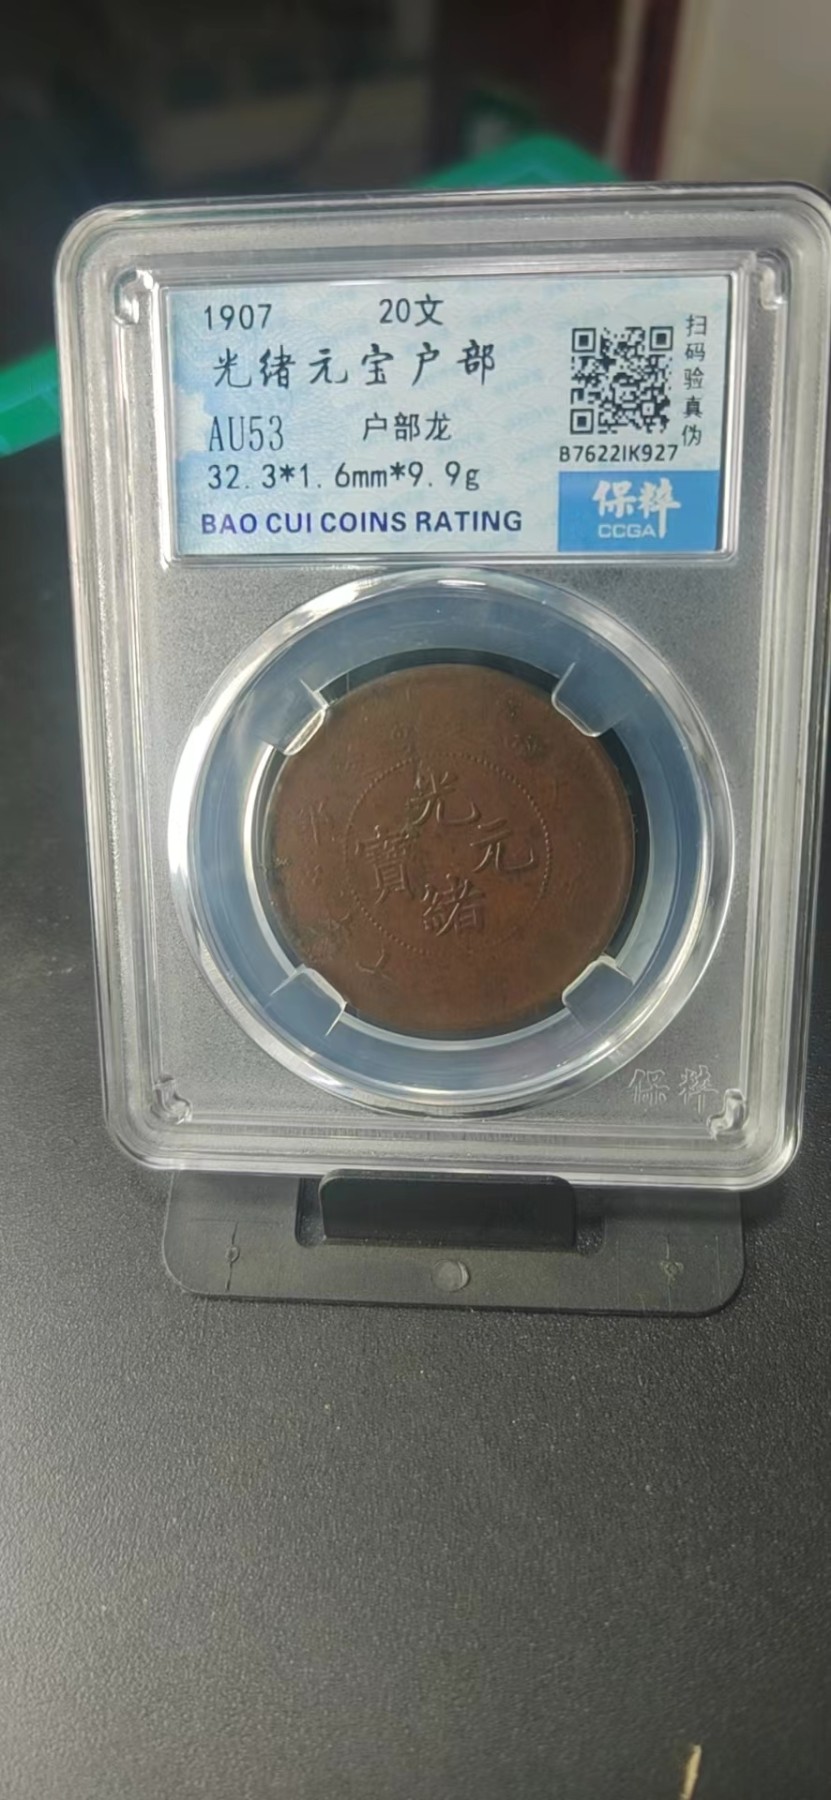 1907 20文
光绪元宝户部
AU53 户部龙
32.3*1.6mm*9.9g
BAO CUI COINS RATING
扫码验真伪
B7622IK927
保粹
CCGA
部
光
元
寶
緒
保粹